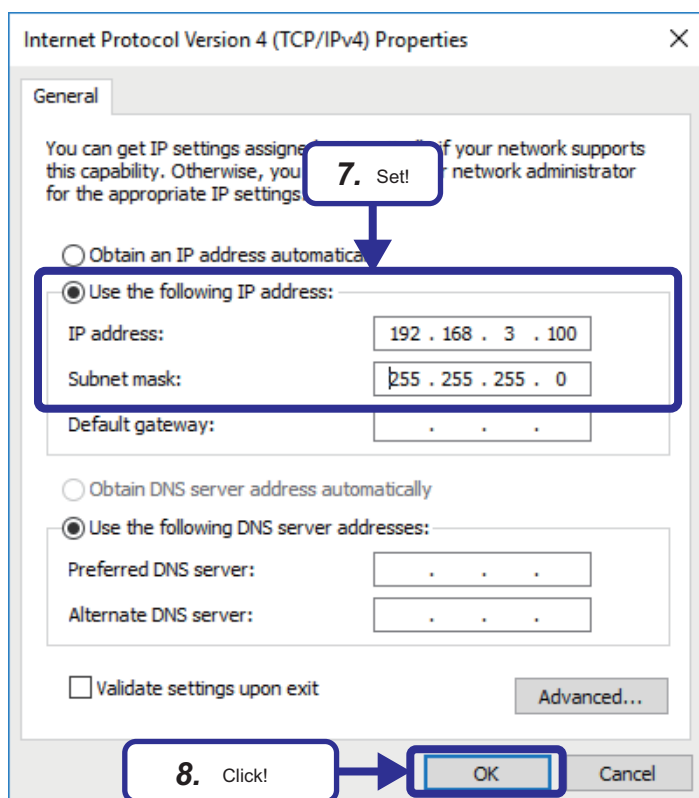 Internet Protocol Version 4 (TCP/IPv4) Properties
General
You can get IP settings assigne if your network supports
this capability. Otherwise, you r network administrator
for the appropriate IP settings
7. Set!
Obtain an IP address automatica
Use the following IP address:
IP address: 192 . 168 . 3 . 100
Subnet mask: 255 . 255 . 255 . 0
Default gateway: . . .
Obtain DNS server address automatically
Use the following DNS server addresses:
Preferred DNS server: . . .
Alternate DNS server: . . .
Validate settings upon exit
Advanced...
8. Click!
OK Cancel